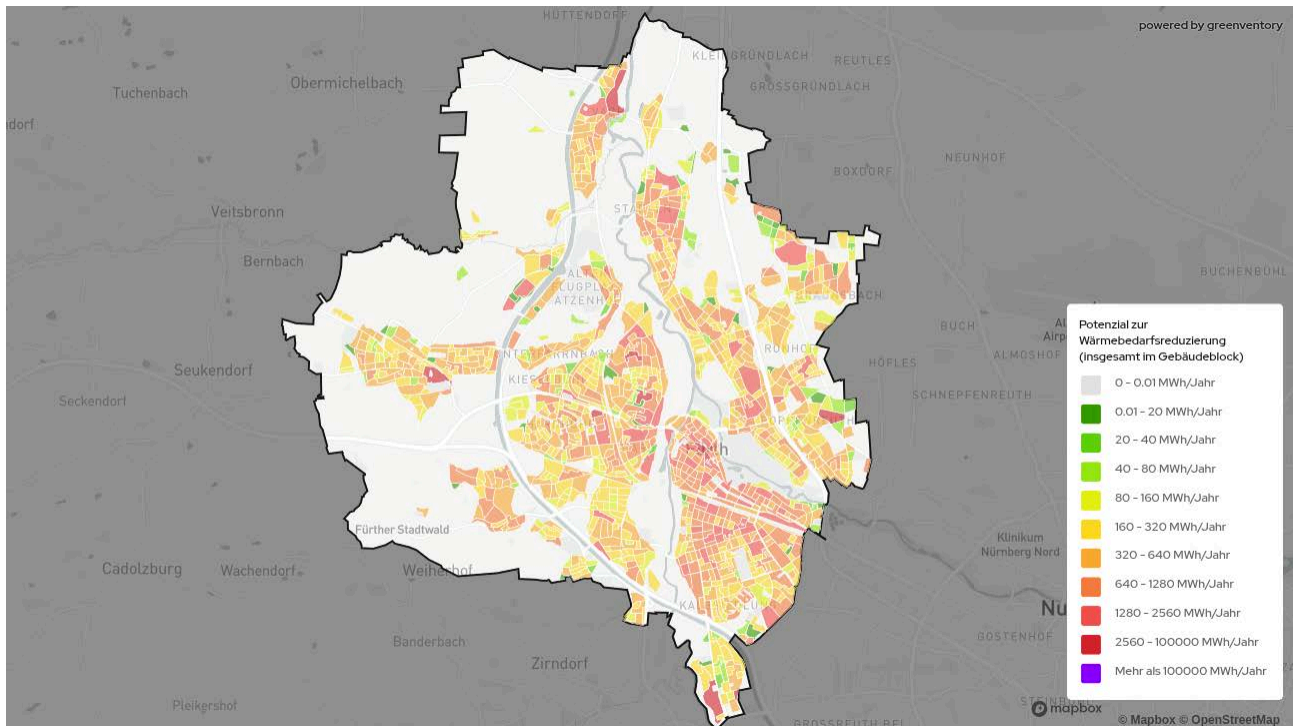 HÜTTENDORF
powered by greenventory
KLEINGRÜNDLACH
REUTLES
Obermichelbach
GROSSGRÜNDLACH
Tuchenbach
NEUNHOF
BOXDORF
Veitsbronn
Bernbach
BUCHENBÜHL
BUCH
ALMOSHOF
HÖFLES
Seukendorf
SCHNEPFENREUTH
Seckendorf
Potenzial zur
Wärmebedarfsreduzierung
(insgesamt im Gebäudeblock)
0 - 0.01 MWh/Jahr
0.01 - 20 MWh/Jahr
20 - 40 MWh/Jahr
40 - 80 MWh/Jahr
80 - 160 MWh/Jahr
160 - 320 MWh/Jahr
320 - 640 MWh/Jahr
640 - 1280 MWh/Jahr
1280 - 2560 MWh/Jahr
2560 - 100000 MWh/Jahr
Mehr als 100000 MWh/Jahr
Fürther Stadtwald
Klinikum
Nürnberg Nord
Cadolzburg
Wachendorf
Weiherhof
Banderbach
GOSTENHOF
Zirndorf
Pleikershof
mapbox
© Mapbox © OpenStreetMap